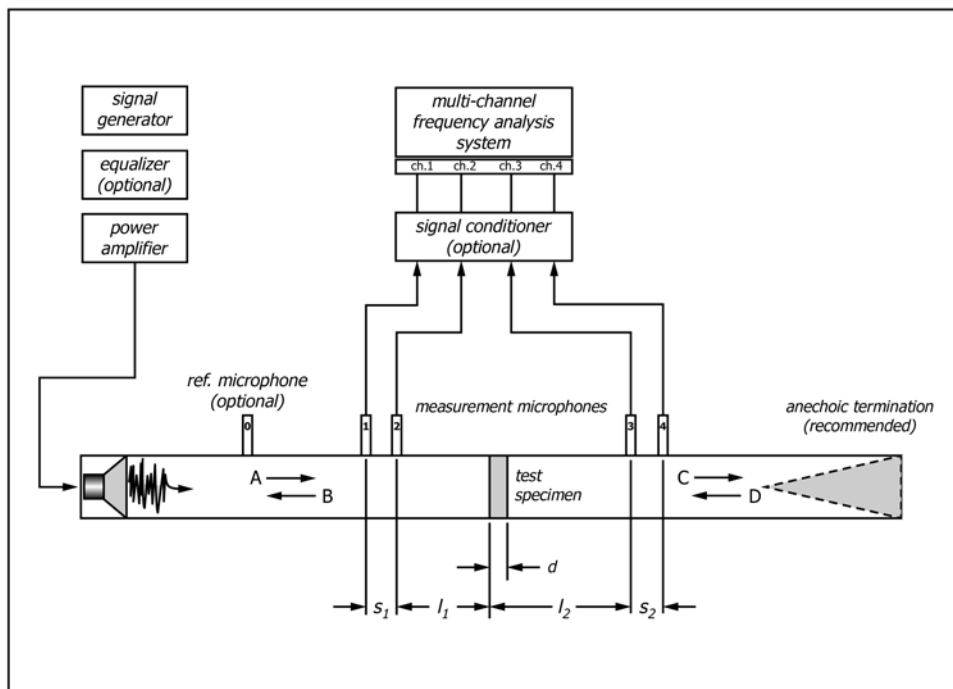 signal
generator
equalizer
(optional)
power
amplifier
multi-channel
frequency analysis
system
ch.1 ch.2 ch.3 ch.4
signal conditioner
(optional)
ref. microphone
(optional)
measurement microphones
anechoic termination
(recommended)
0
1
2
3
4
A
B
test
specimen
C
D
d
s1
l1
l2
s2